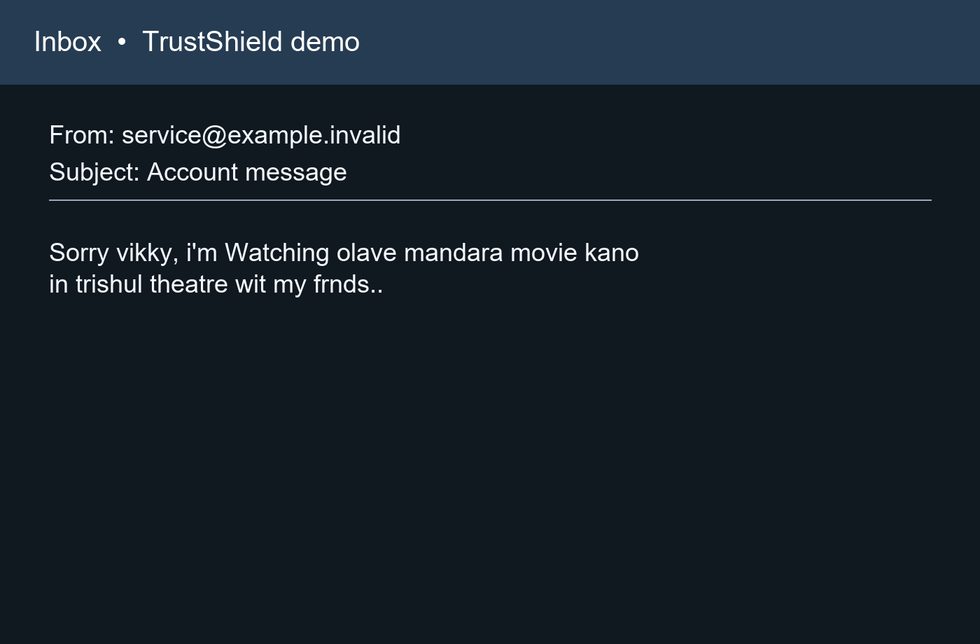 Inbox • TrustShield demo
From: service@example.invalid
Subject: Account message
Sorry vikky, i'm Watching olave mandara movie kano
in trishul theatre wit my frnds..